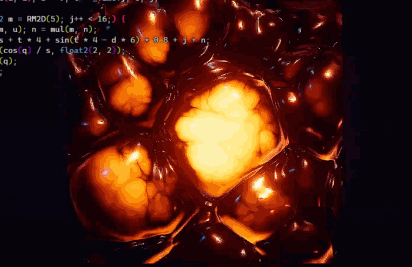 2 m = RM2D(5); j++ < 16;) {
m, u); n = mul(m, n);
s + t * 4 + sin(t * 4 - d * 6) * 0.8 + j + n;
(cos(q) / s, float2(2, 2));
(q);
;